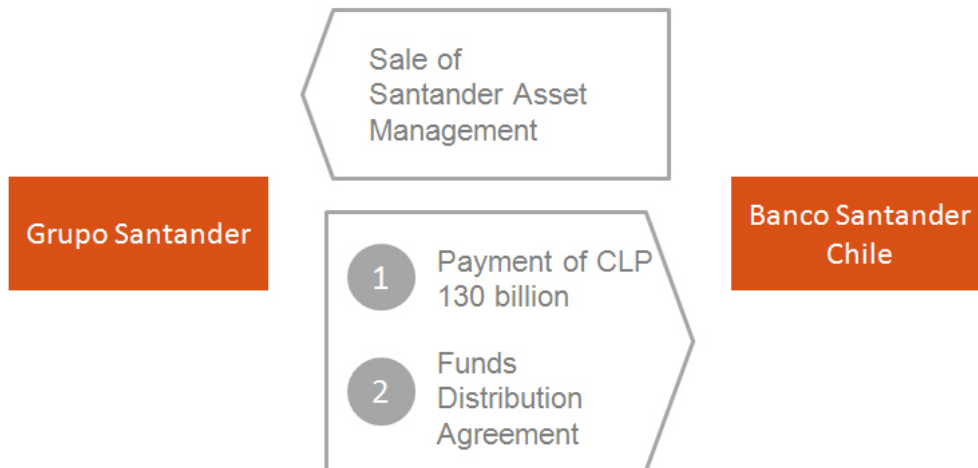 Sale of
Santander Asset
Management
Grupo Santander
Banco Santander
Chile
1
Payment of CLP
130 billion
2
Funds
Distribution
Agreement